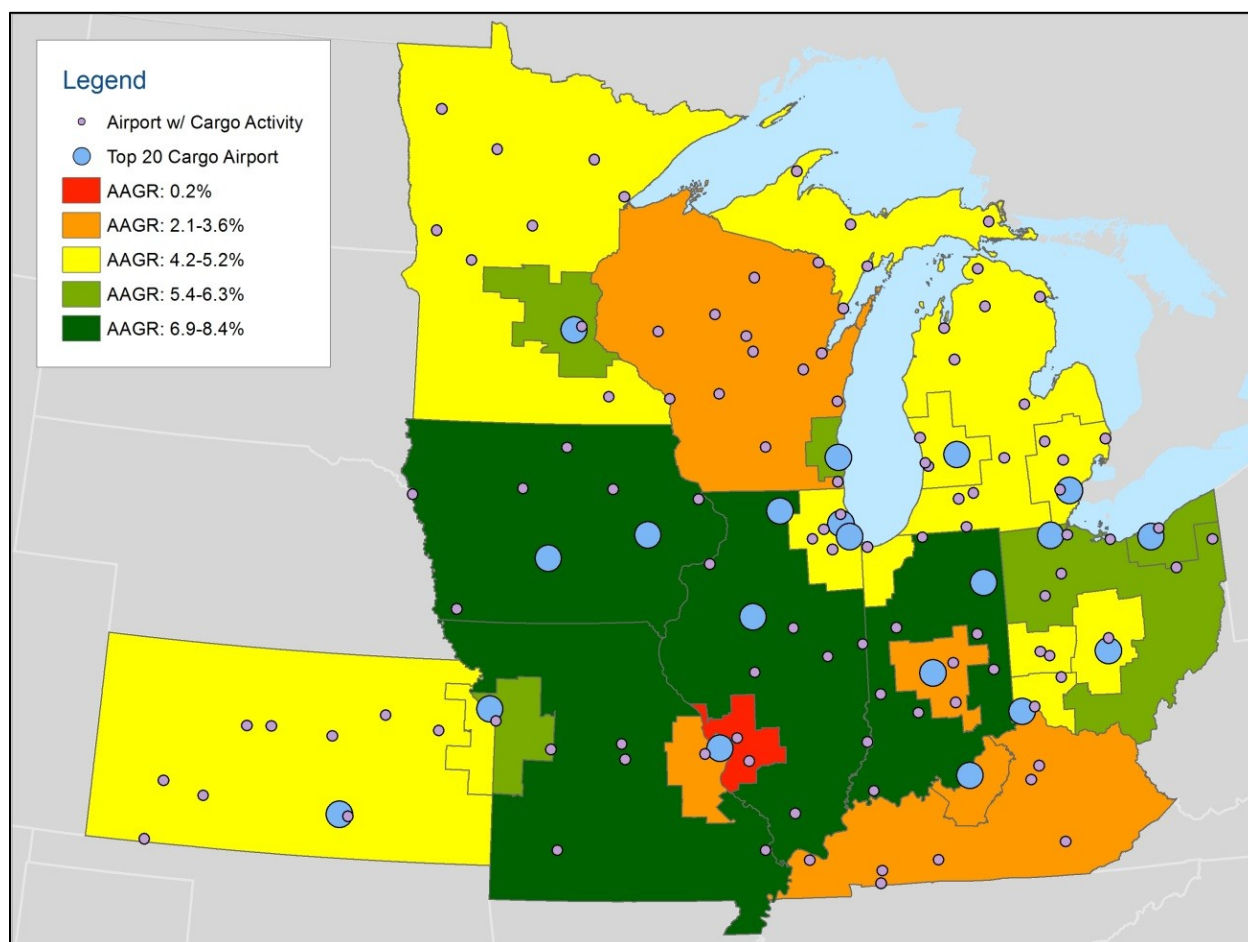 Legend
Airport w/ Cargo Activity
Top 20 Cargo Airport
AAGR: 0.2%
AAGR: 2.1-3.6%
AAGR: 4.2-5.2%
AAGR: 5.4-6.3%
AAGR: 6.9-8.4%